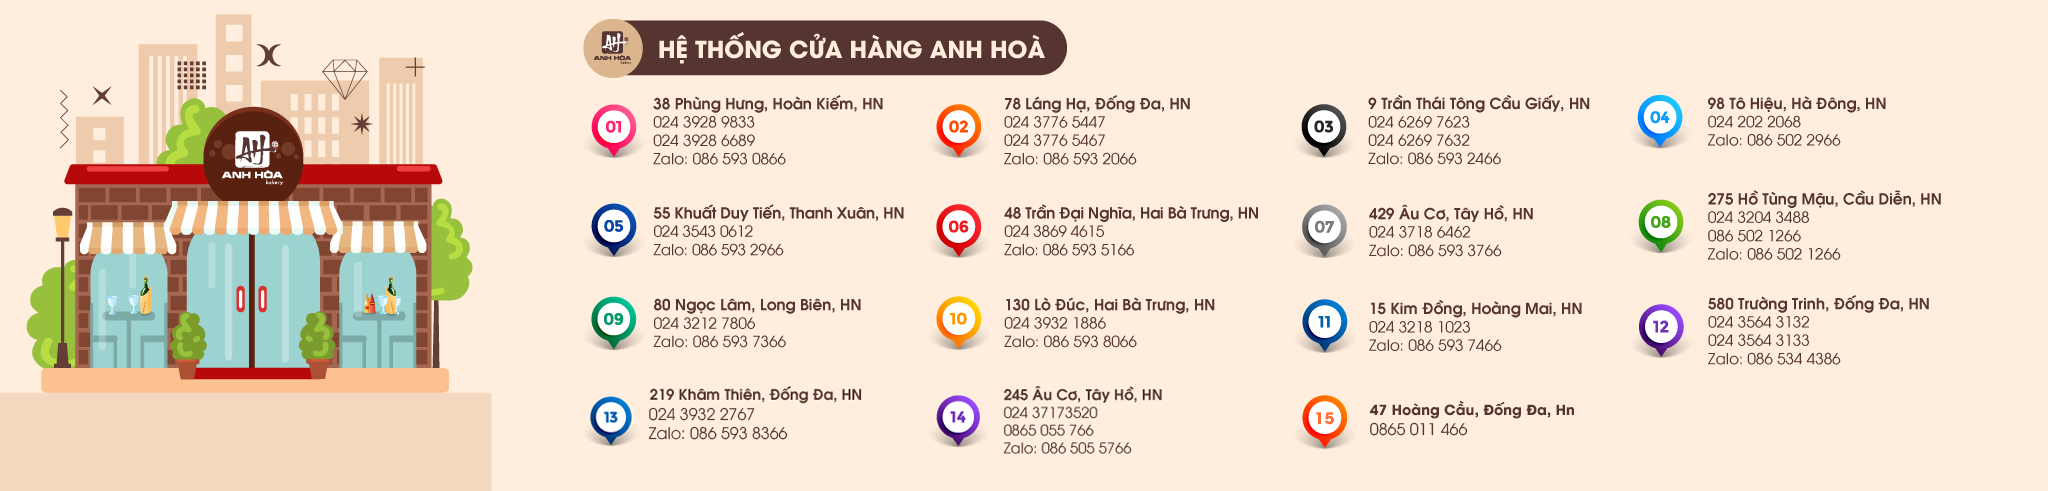 AH®
ANH HÒA
bakery
AH®
ANH HÒA
bakery
HỆ THỐNG CỬA HÀNG ANH HOÀ
01
38 Phùng Hưng, Hoàn Kiếm, HN
024 3928 9833
024 3928 6689
Zalo: 086 593 0866
02
78 Láng Hạ, Đống Đa, HN
024 3776 5447
024 3776 5467
Zalo: 086 593 2066
03
9 Trần Thái Tông Cầu Giấy, HN
024 6269 7623
024 6269 7632
Zalo: 086 593 2466
04
98 Tô Hiệu, Hà Đông, HN
024 202 2068
Zalo: 086 502 2966
05
55 Khuất Duy Tiến, Thanh Xuân, HN
024 3543 0612
Zalo: 086 593 2966
06
48 Trần Đại Nghĩa, Hai Bà Trưng, HN
024 3869 4615
Zalo: 086 593 5166
07
429 Âu Cơ, Tây Hồ, HN
024 3718 6462
Zalo: 086 593 3766
08
275 Hồ Tùng Mậu, Cầu Diễn, HN
024 3204 3488
086 502 1266
Zalo: 086 502 1266
09
80 Ngọc Lâm, Long Biên, HN
024 3212 7806
Zalo: 086 593 7366
10
130 Lò Đúc, Hai Bà Trưng, HN
024 3932 1886
Zalo: 086 593 8066
11
15 Kim Đồng, Hoàng Mai, HN
024 3218 1023
Zalo: 086 593 7466
12
580 Trường Trinh, Đống Đa, HN
024 3564 3132
024 3564 3133
Zalo: 086 534 4386
13
219 Khâm Thiên, Đống Đa, HN
024 3932 2767
Zalo: 086 593 8366
14
245 Âu Cơ, Tây Hồ, HN
024 37173520
0865 055 766
Zalo: 086 505 5766
15
47 Hoàng Cầu, Đống Đa, Hn
0865 011 466